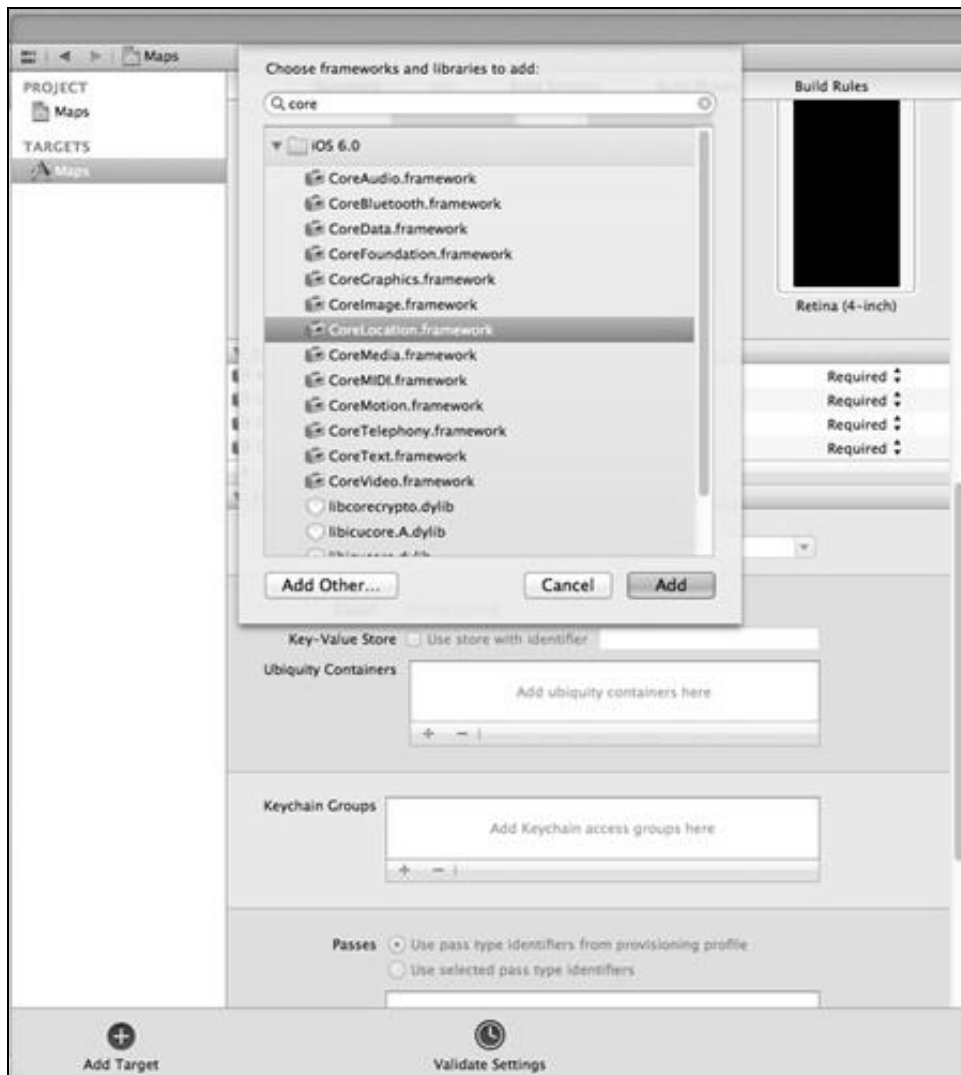 Maps
PROJECT
Maps
TARGETS
Maps
Choose frameworks and libraries to add:
core
Build Rules
iOS 6.0
CoreAudio.framework
CoreBluetooth.framework
CoreData.framework
CoreFoundation.framework
CoreGraphics.framework
CoreImage.framework
CoreLocation.framework
CoreMedia.framework
CoreMIDI.framework
CoreMotion.framework
CoreTelephony.framework
CoreText.framework
CoreVideo.framework
libcorecrypto.dylib
libicucore.A.dylib
Add Other...
Cancel
Add
Retina (4-inch)
Required
Required
Required
Required
Key-Value Store
Use store with identifier
Ubiquity Containers
Add ubiquity containers here
Keychain Groups
Add Keychain access groups here
Passes
Use pass type identifiers from provisioning profile
Use selected pass type identifiers
Add Target
Validate Settings